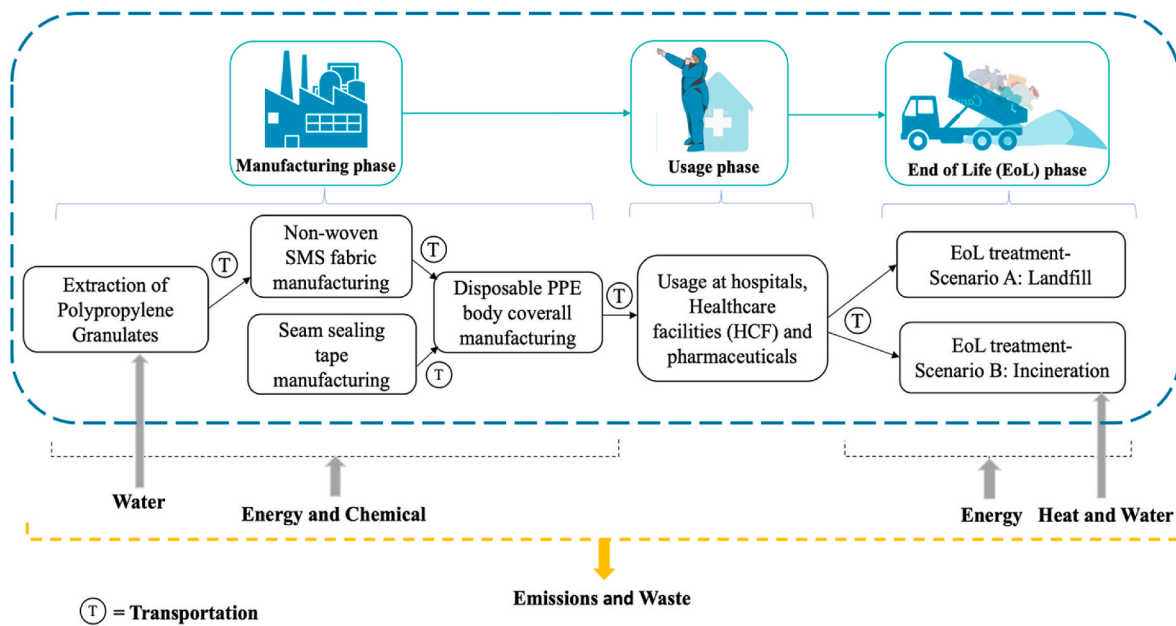 Manufacturing phase
Usage phase
End of Life (EoL) phase
Extraction of
Polypropylene
Granulates
T
Non-woven
SMS fabric
manufacturing
T
Seam sealing
tape
manufacturing
T
Disposable PPE
body coverall
manufacturing
T
Usage at hospitals,
Healthcare
facilities (HCF) and
pharmaceuticals
T
EoL treatment-
Scenario A: Landfill
EoL treatment-
Scenario B: Incineration
Water
Energy and Chemical
Energy
Heat and Water
Emissions and Waste
T = Transportation